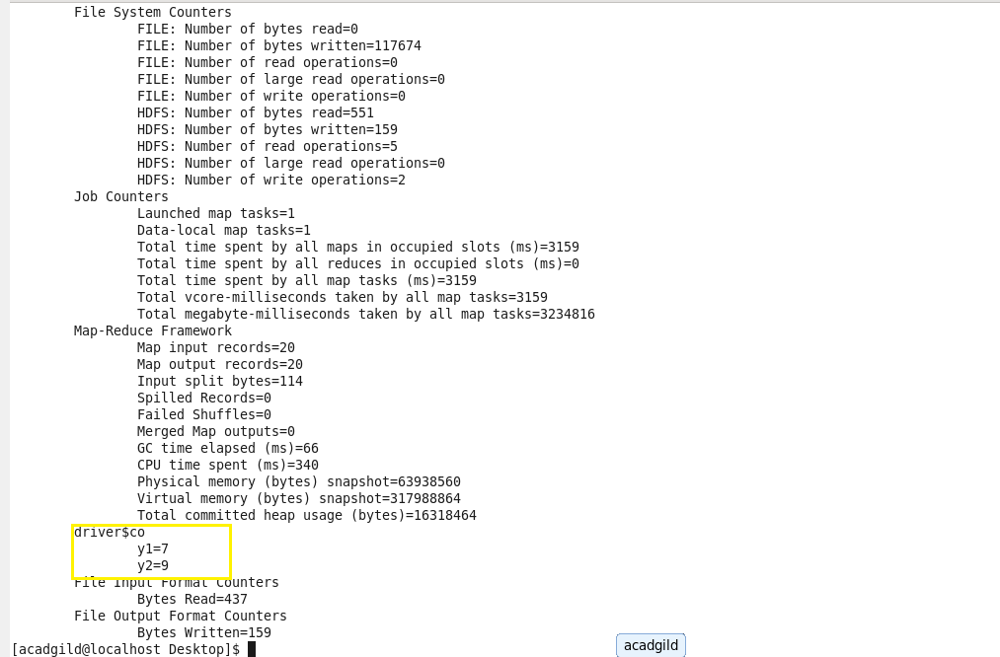 File System Counters
FILE: Number of bytes read=0
FILE: Number of bytes written=117674
FILE: Number of read operations=0
FILE: Number of large read operations=0
FILE: Number of write operations=0
HDFS: Number of bytes read=551
HDFS: Number of bytes written=159
HDFS: Number of read operations=5
HDFS: Number of large read operations=0
HDFS: Number of write operations=2
Job Counters
Launched map tasks=1
Data-local map tasks=1
Total time spent by all maps in occupied slots (ms)=3159
Total time spent by all reduces in occupied slots (ms)=0
Total time spent by all map tasks (ms)=3159
Total vcore-milliseconds taken by all map tasks=3159
Total megabyte-milliseconds taken by all map tasks=3234816
Map-Reduce Framework
Map input records=20
Map output records=20
Input split bytes=114
Spilled Records=0
Failed Shuffles=0
Merged Map outputs=0
GC time elapsed (ms)=66
CPU time spent (ms)=340
Physical memory (bytes) snapshot=63938560
Virtual memory (bytes) snapshot=317988864
Total committed heap usage (bytes)=16318464
driver$co
y1=7
y2=9
File Input Format Counters
Bytes Read=437
File Output Format Counters
Bytes Written=159
[acadgild@localhost Desktop]$
acadgild